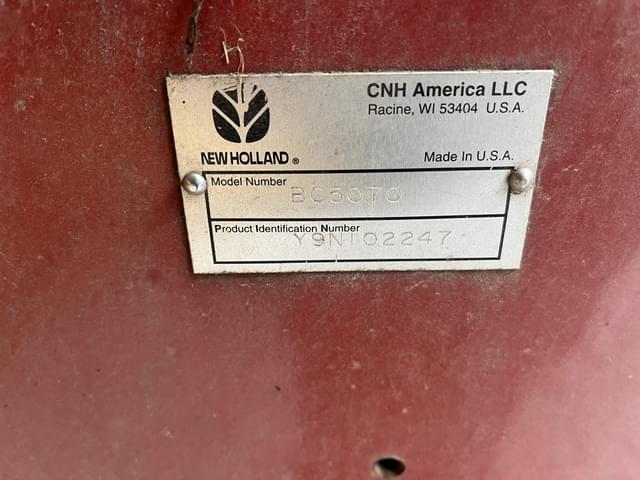 CNH America LLC
Racine, WI 53404 U.S.A.
NEW HOLLAND ®
Made In U.S.A.
Model Number
BC5070
Product Identification Number
Y9N102247